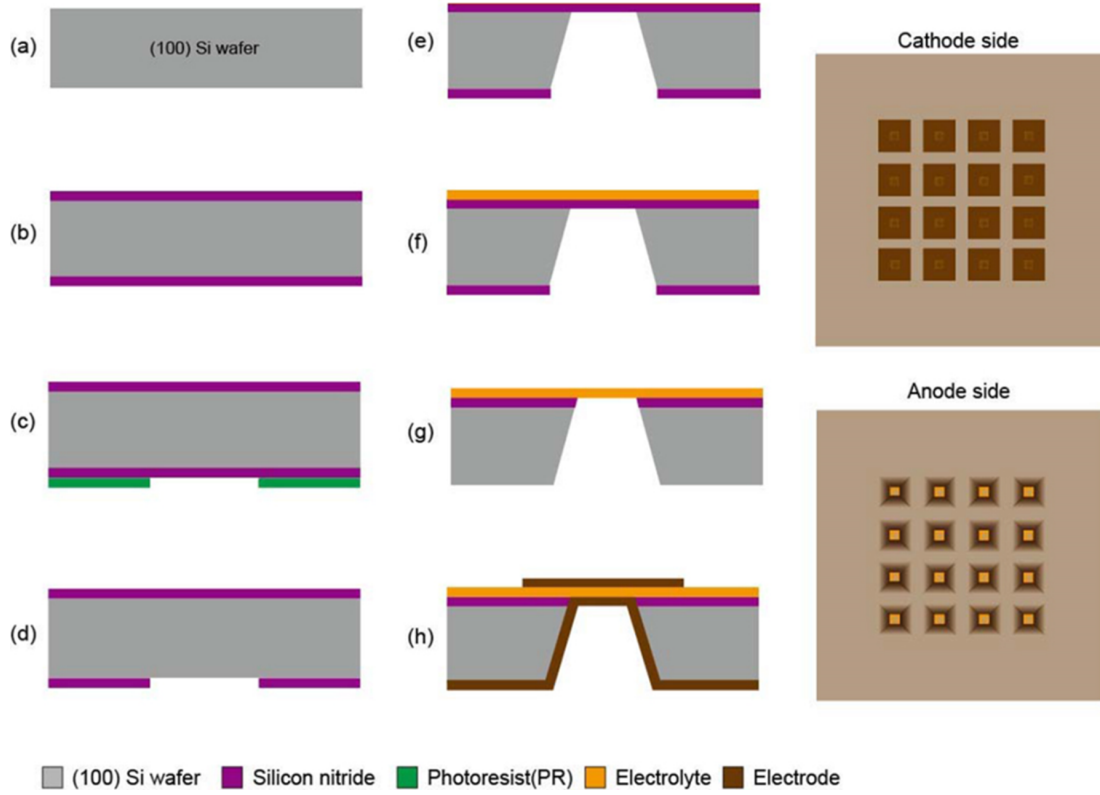 (a)
(100) Si wafer
(b)
(c)
(d)
(e)
(f)
(g)
(h)
Cathode side
Anode side
(100) Si wafer
Silicon nitride
Photoresist(PR)
Electrolyte
Electrode